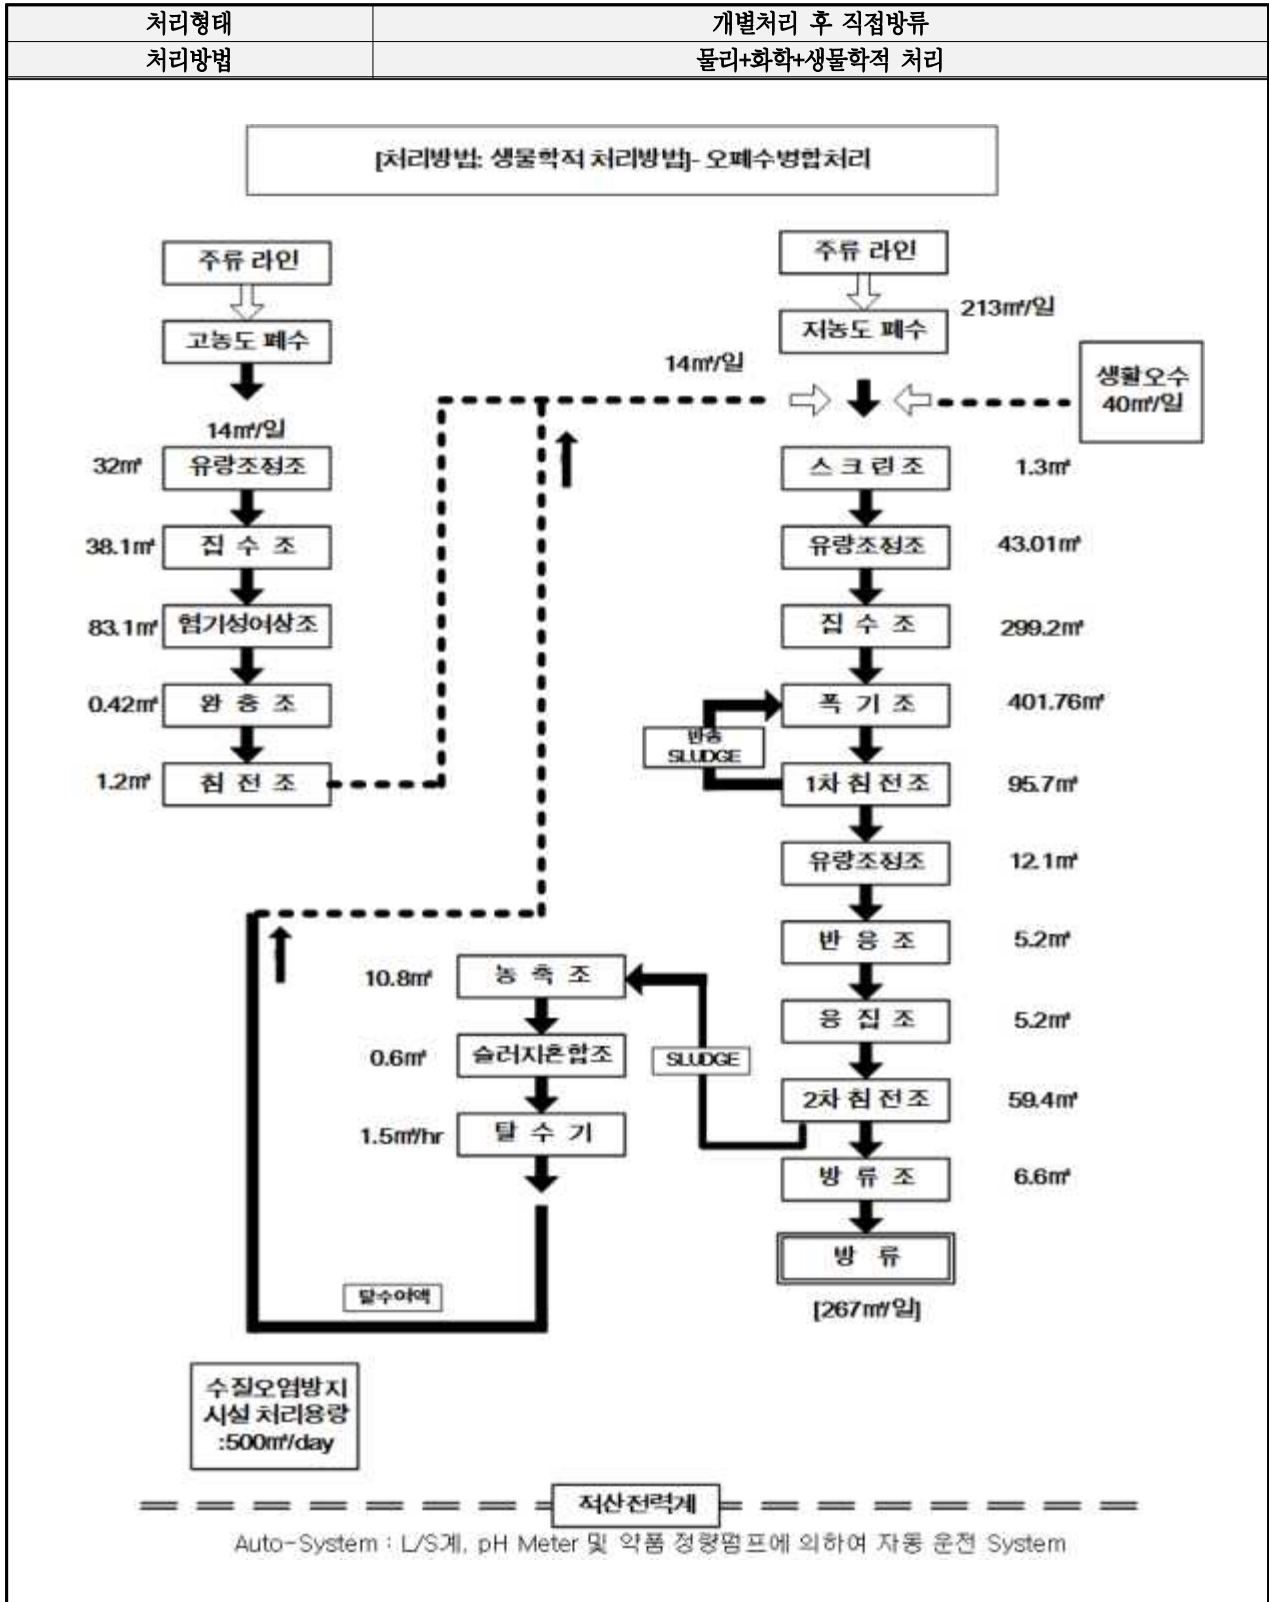 처리형태 개별처리 후 직접방류
처리방법 물리+화학+생물학적 처리
[처리방법: 생물학적 처리방법]- 오폐수병합처리
주류 라인
고농도 폐수
14㎥/일
32㎥ 유량조정조
38.1㎥ 집 수 조
83.1㎥ 혐기성여상조
0.42㎥ 완 충 조
1.2㎥ 침 전 조
주류 라인
213㎥/일
저농도 폐수
14㎥/일
생활오수
40㎥/일
스 크 린 조 1.3㎥
유량조정조 43.01㎥
집 수 조 299.2㎥
폭 기 조 401.76㎥
반송
SLUDGE
1차 침 전 조 95.7㎥
유량조정조 12.1㎥
반 응 조 5.2㎥
응 집 조 5.2㎥
2차 침 전 조 59.4㎥
방 류 조 6.6㎥
방 류
[267㎥/일]
SLUDGE
10.8㎥ 농 축 조
0.6㎥ 슬러지혼합조
1.5㎥/hr 탈 수 기
탈수여액
수질오염방지
시설 처리용량
:500㎥/day
적산전력계
Auto-System : L/S계, pH Meter 및 약품 정량펌프에 의하여 자동 운전 System